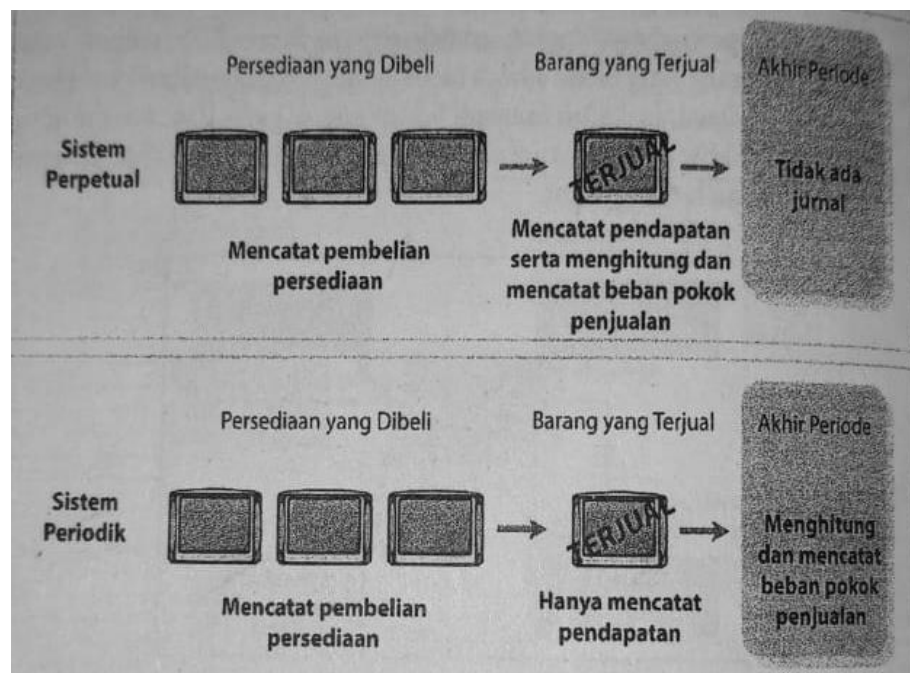 Persediaan yang Dibeli
Barang yang Terjual
Akhir Periode
Sistem
Perpetual
TERJUAL
Tidak ada
jurnal
Mencatat pembelian
persediaan
Mencatat pendapatan
serta menghitung dan
mencatat beban pokok
penjualan
Persediaan yang Dibeli
Barang yang Terjual
Akhir Periode
Sistem
Periodik
TERJUAL
Menghitung
dan mencatat
beban pokok
penjualan
Mencatat pembelian
persediaan
Hanya mencatat
pendapatan